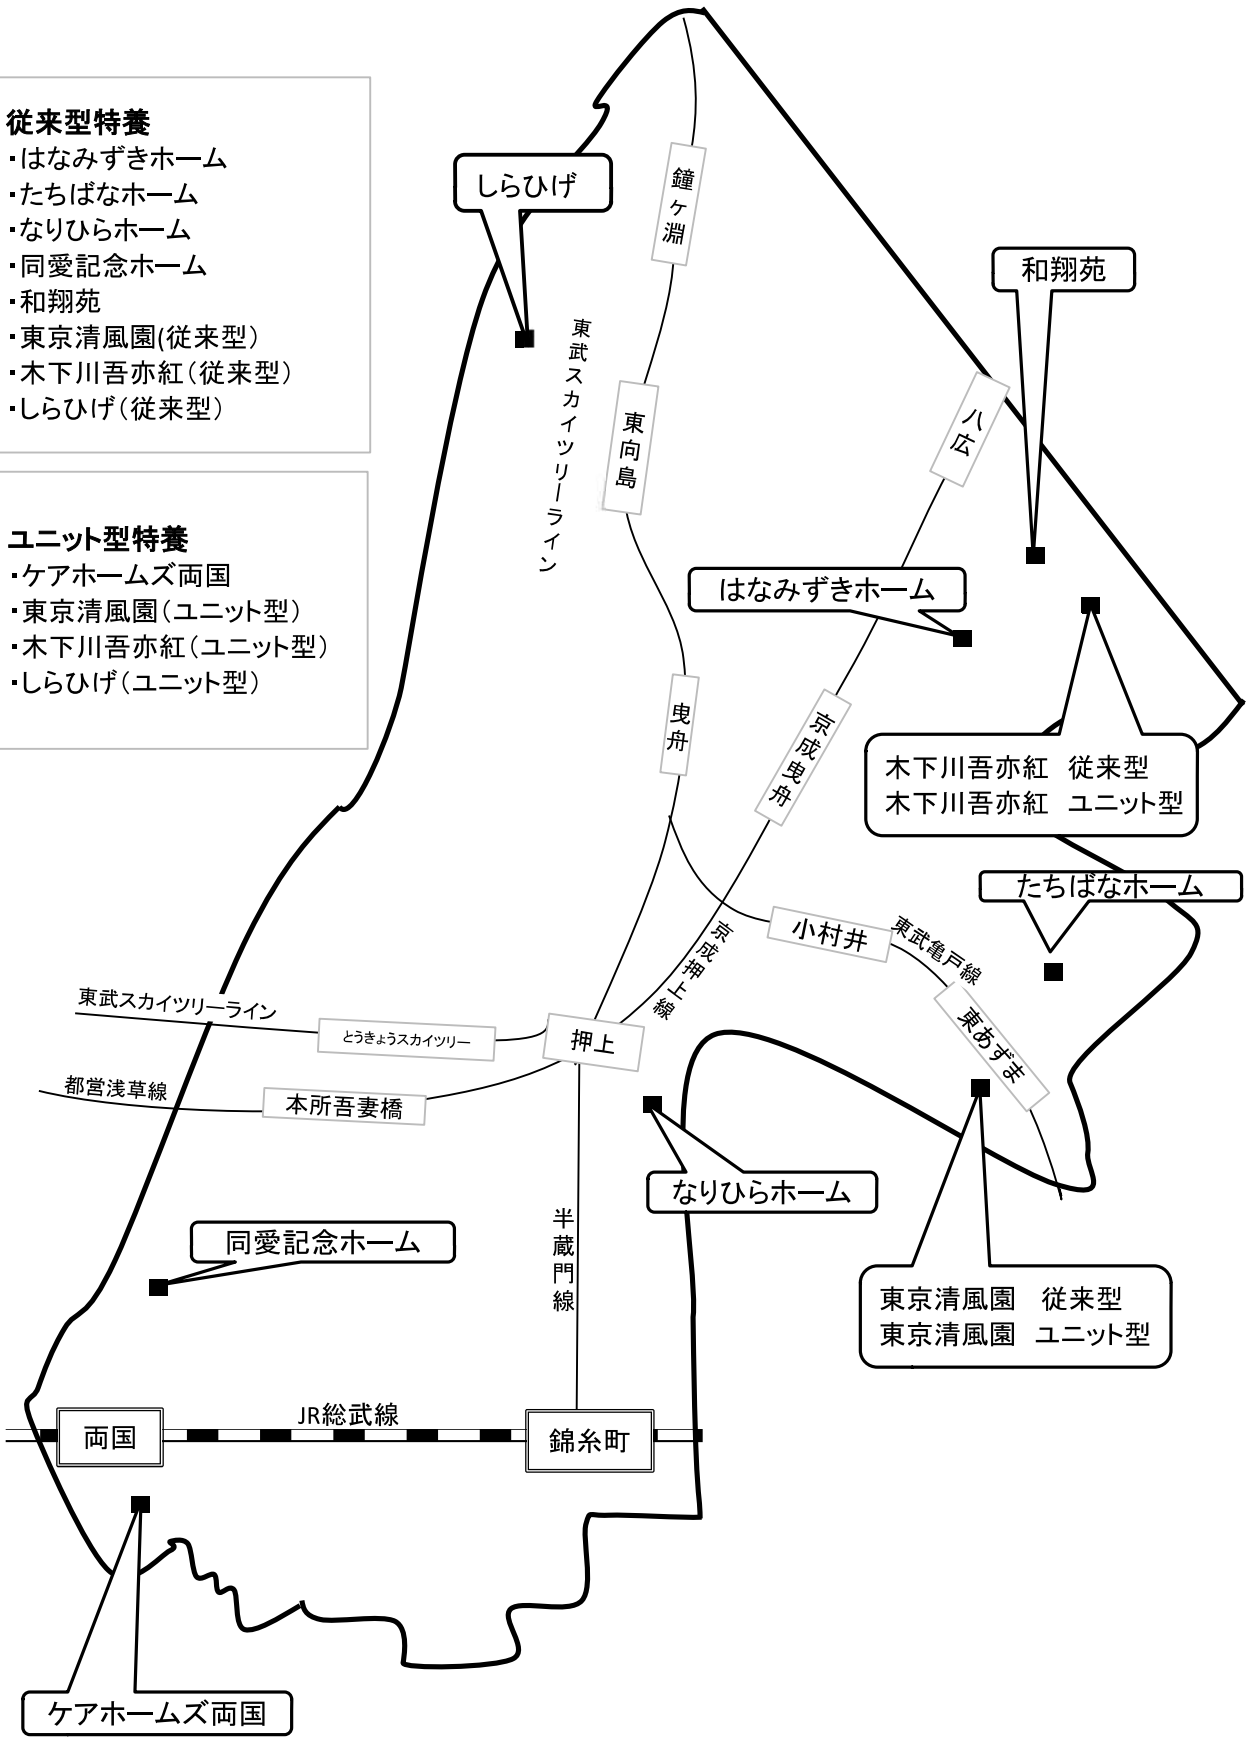 従来型特養
・はなみずきホーム
・たちばなホーム
・なりひらホーム
・同愛記念ホーム
・和翔苑
・東京清風園(従来型)
・木下川吾亦紅(従来型)
・しらひげ(従来型)
ユニット型特養
・ケアホームズ両国
・東京清風園(ユニット型)
・木下川吾亦紅(ユニット型)
・しらひげ(ユニット型)
しらひげ
鐘ヶ淵
和翔苑
東武スカイツリーライン
東向島
八広
はなみずきホーム
曳舟
京成曳舟
木下川吾亦紅　従来型
木下川吾亦紅　ユニット型
たちばなホーム
小村井
東武亀戸線
京成押上線
東武スカイツリーライン
とうきょうスカイツリー
押上
東あずま
都営浅草線
本所吾妻橋
なりひらホーム
半蔵門線
同愛記念ホーム
東京清風園　従来型
東京清風園　ユニット型
JR総武線
両国
錦糸町
ケアホームズ両国